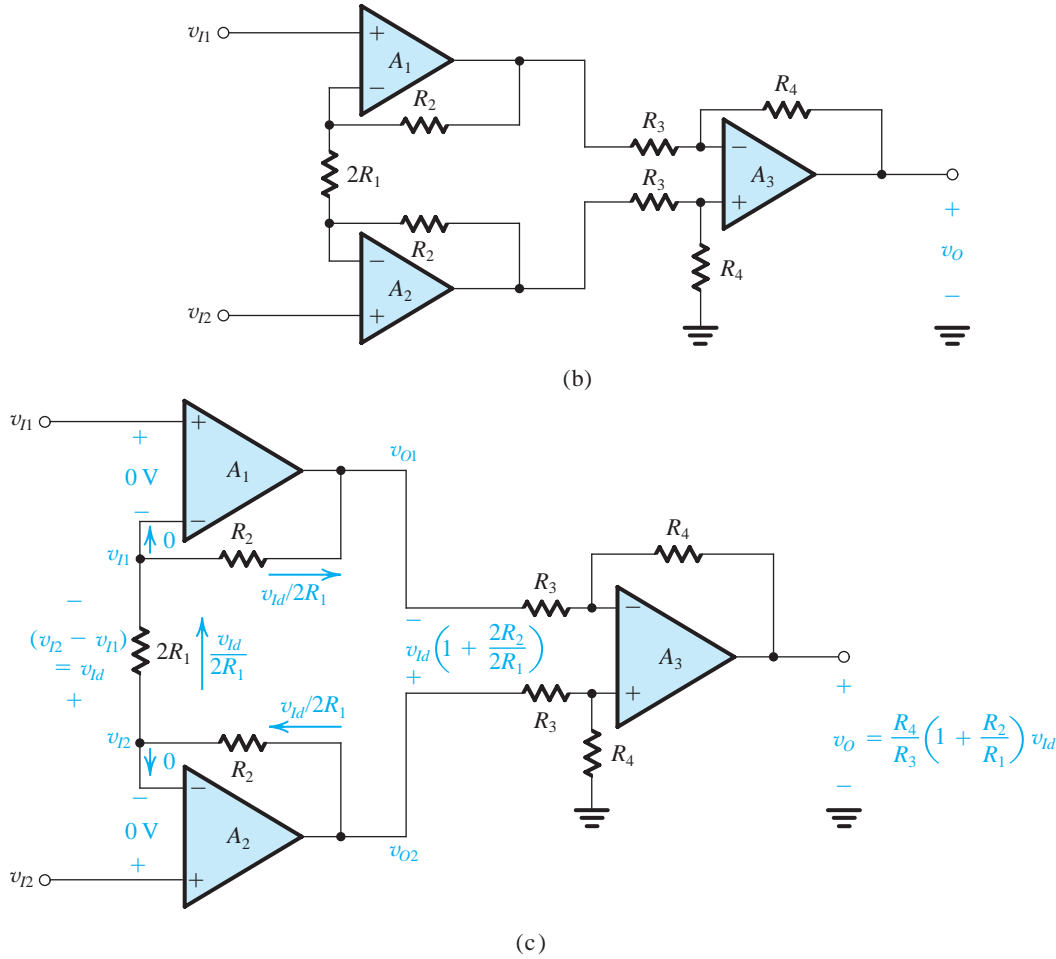 v_I1
+
A_1
−
R_2
2R_1
R_2
−
A_2
+
v_I2
R_3
R_4
−
A_3
+
R_3
R_4
+
v_O
−
(b)
v_I1
+
+
0 V
−
−
A_1
v_O1
0
R_2
v_I1
v_Id/2R_1
−
(v_I2 − v_I1)
= v_Id
+
2R_1
v_Id/2R_1
v_Id/2R_1
v_I2
0
R_2
−
−
0 V
+
+
A_2
v_O2
v_I2
R_3
R_4
−
v_Id(1 + 2R_2/2R_1)
+
−
A_3
+
R_3
R_4
+
v_O = R_4/R_3 (1 + R_2/R_1) v_Id
−
(c)